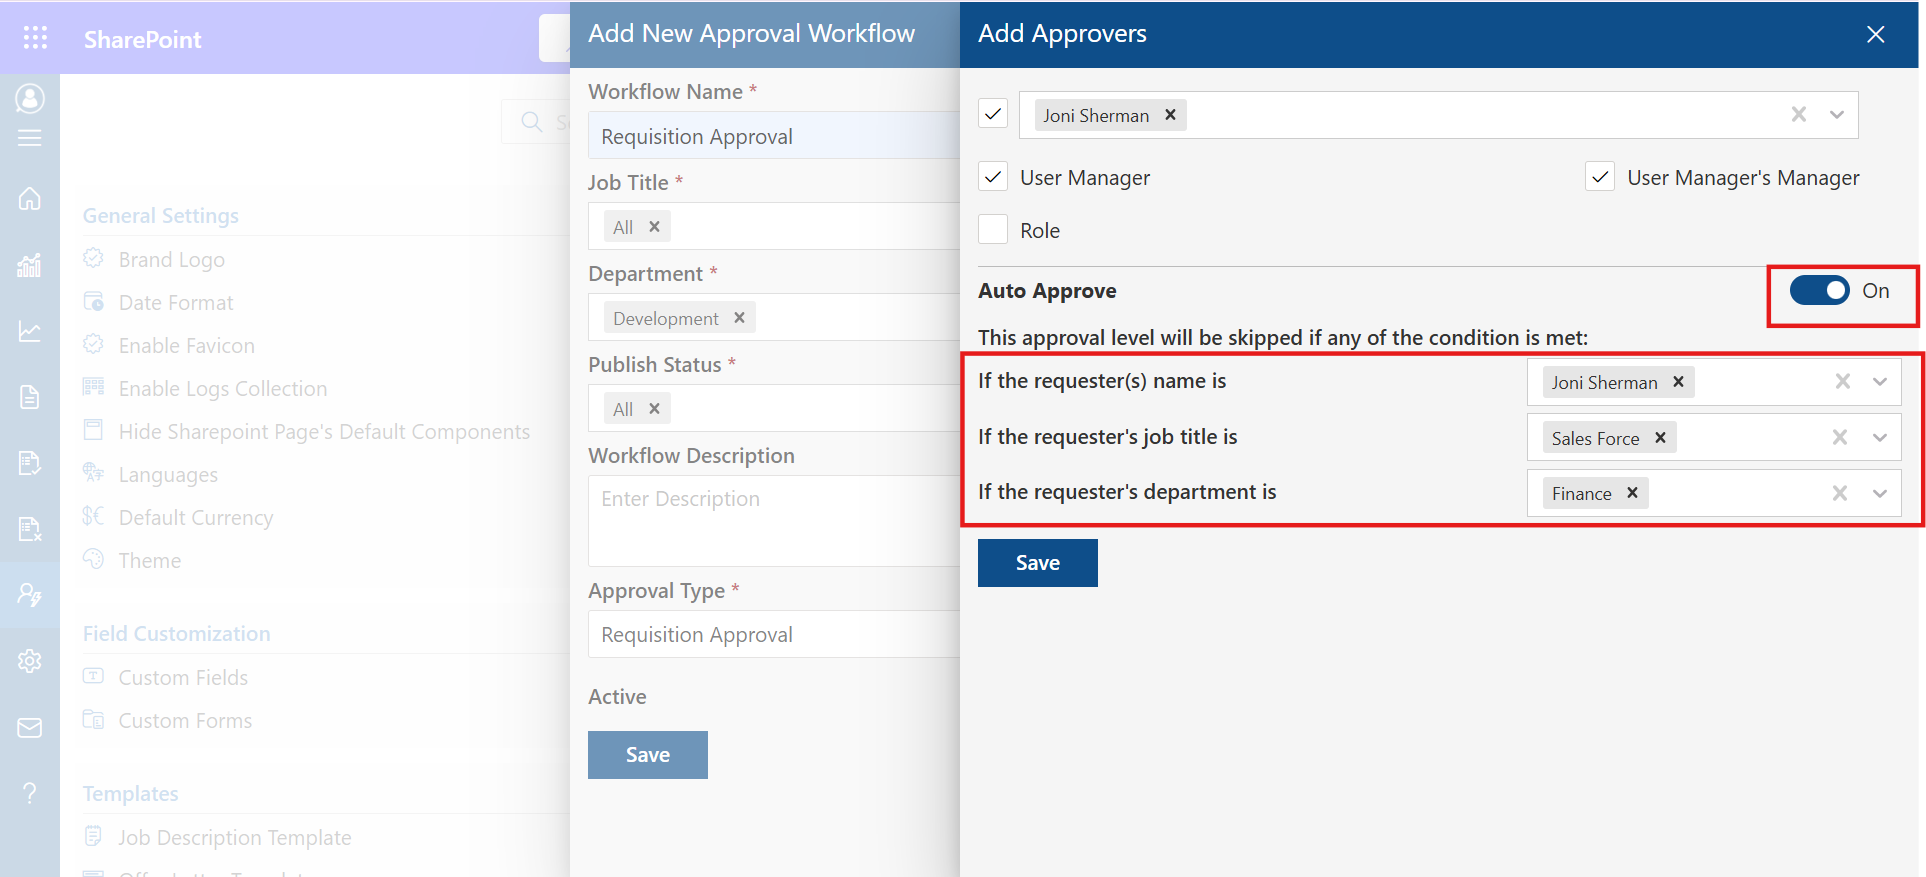 SharePoint
General Settings
Brand Logo
Date Format
Enable Favicon
Enable Logs Collection
Hide Sharepoint Page's Default Components
Languages
Default Currency
Theme
Field Customization
Custom Fields
Custom Forms
Templates
Job Description Template
Add New Approval Workflow
Workflow Name *
Requisition Approval
Job Title *
All
Department *
Development
Publish Status *
All
Workflow Description
Enter Description
Approval Type *
Requisition Approval
Active
Save
Add Approvers
Joni Sherman
User Manager
User Manager's Manager
Role
Auto Approve
On
This approval level will be skipped if any of the condition is met:
If the requester(s) name is
Joni Sherman
If the requester's job title is
Sales Force
If the requester's department is
Finance
Save